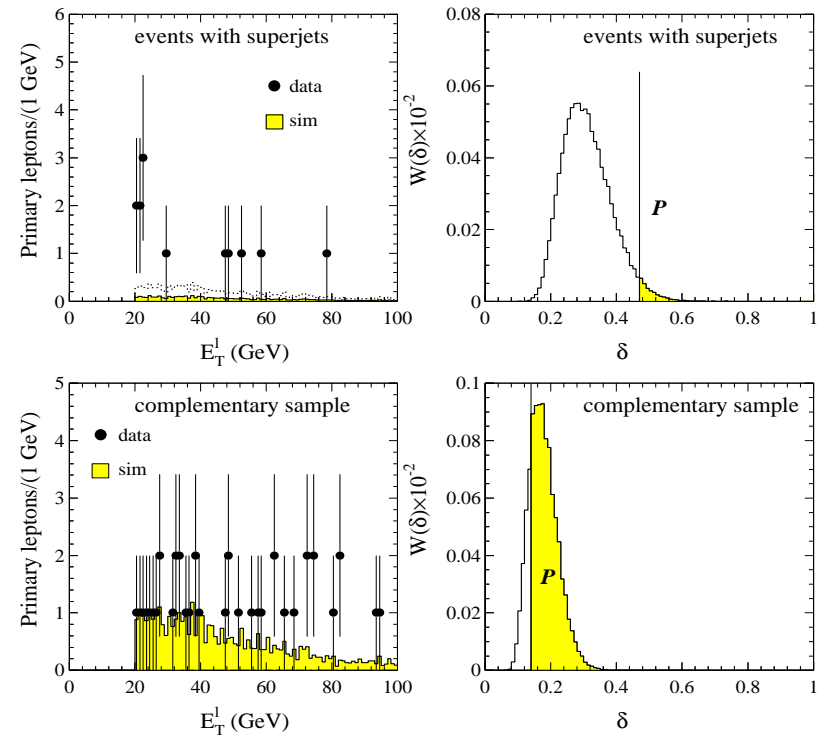 events with superjets
data
sim
Primary leptons/(1 GeV)
0
1
2
3
4
5
6
0 20 40 60 80 100
E_T^l (GeV)
events with superjets
P
W(δ)×10^-2
0
0.02
0.04
0.06
0.08
0 0.2 0.4 0.6 0.8 1
δ
complementary sample
data
sim
Primary leptons/(1 GeV)
0
1
2
3
4
5
0 20 40 60 80 100
E_T^l (GeV)
complementary sample
P
W(δ)×10^-2
0
0.02
0.04
0.06
0.08
0.1
0 0.2 0.4 0.6 0.8 1
δ